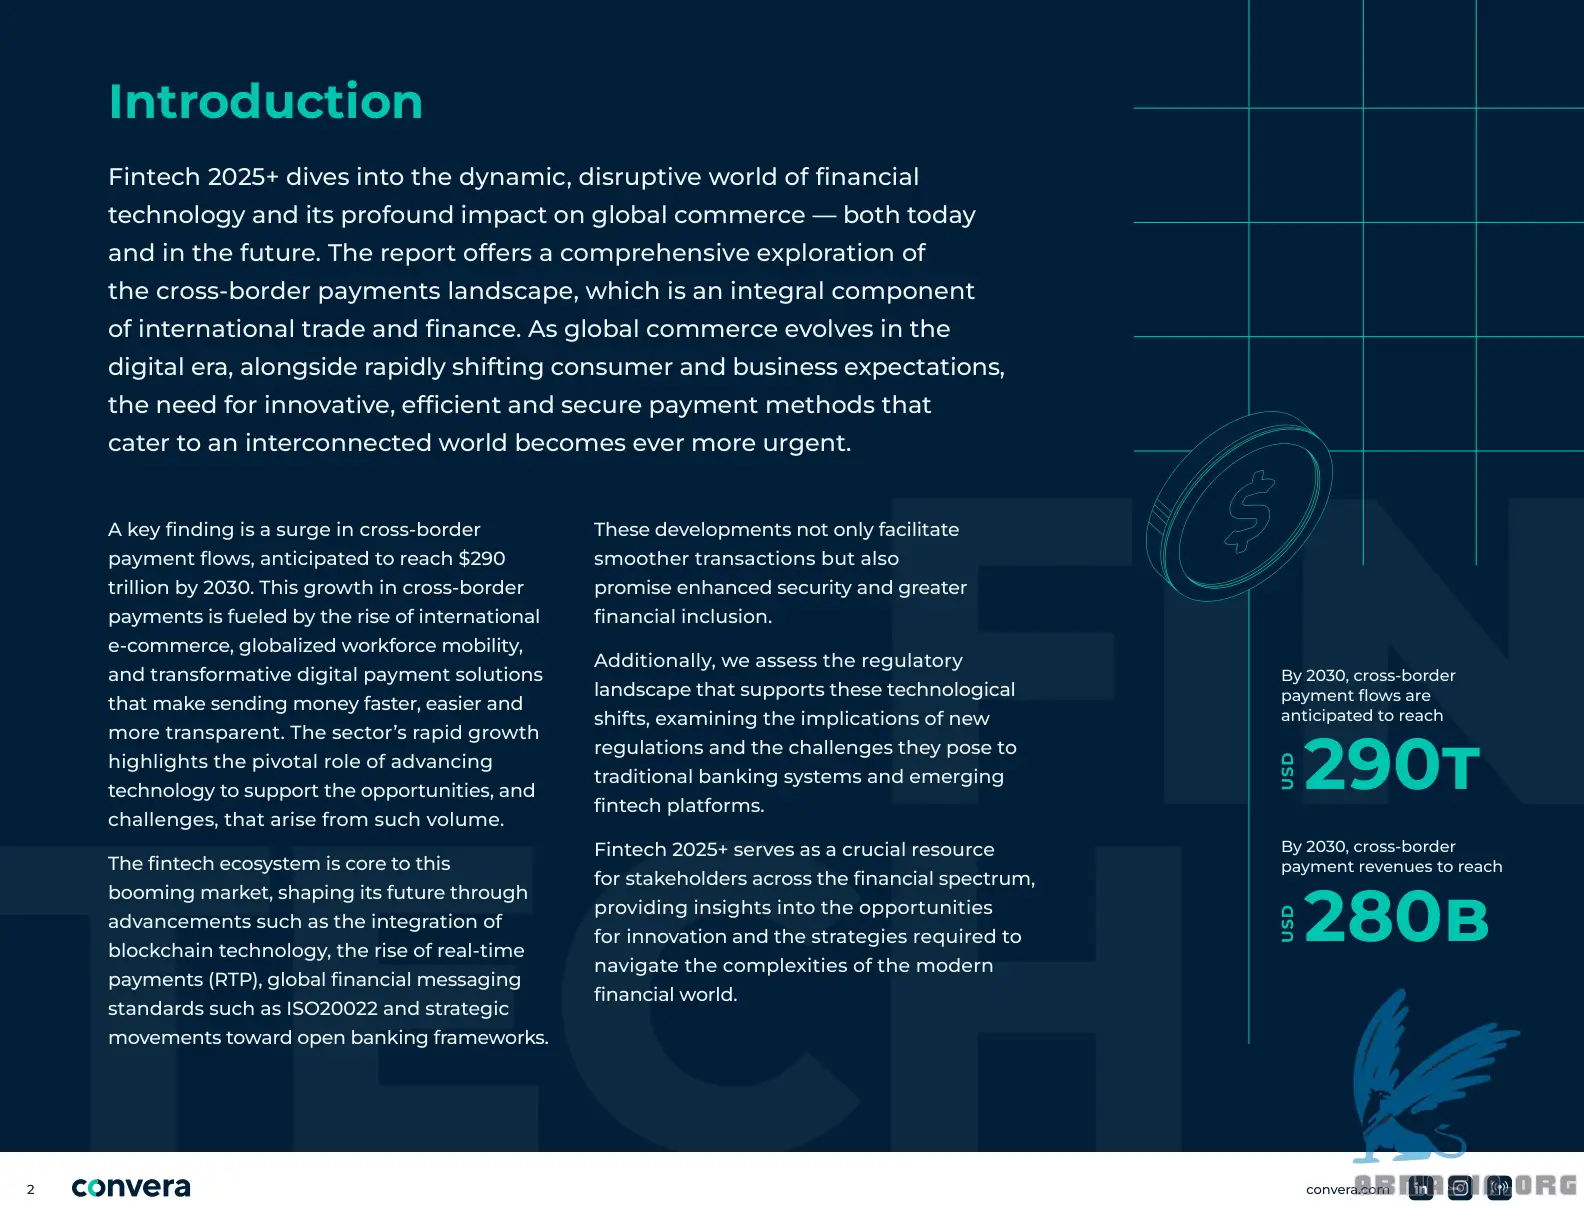 Introduction
Fintech 2025+ dives into the dynamic, disruptive world of financial
technology and its profound impact on global commerce — both today
and in the future. The report offers a comprehensive exploration of
the cross-border payments landscape, which is an integral component
of international trade and finance. As global commerce evolves in the
digital era, alongside rapidly shifting consumer and business expectations,
the need for innovative, efficient and secure payment methods that
cater to an interconnected world becomes ever more urgent.
A key finding is a surge in cross-border
payment flows, anticipated to reach $290
trillion by 2030. This growth in cross-border
payments is fueled by the rise of international
e-commerce, globalized workforce mobility,
and transformative digital payment solutions
that make sending money faster, easier and
more transparent. The sector's rapid growth
highlights the pivotal role of advancing
technology to support the opportunities, and
challenges, that arise from such volume.
The fintech ecosystem is core to this
booming market, shaping its future through
advancements such as the integration of
blockchain technology, the rise of real-time
payments (RTP), global financial messaging
standards such as ISO20022 and strategic
movements toward open banking frameworks.
These developments not only facilitate
smoother transactions but also
promise enhanced security and greater
financial inclusion.
Additionally, we assess the regulatory
landscape that supports these technological
shifts, examining the implications of new
regulations and the challenges they pose to
traditional banking systems and emerging
fintech platforms.
Fintech 2025+ serves as a crucial resource
for stakeholders across the financial spectrum,
providing insights into the opportunities
for innovation and the strategies required to
navigate the complexities of the modern
financial world.
By 2030, cross-border
payment flows are
anticipated to reach
USD 290T
By 2030, cross-border
payment revenues to reach
USD 280B
FIN
TECH
2
convera
convera.com